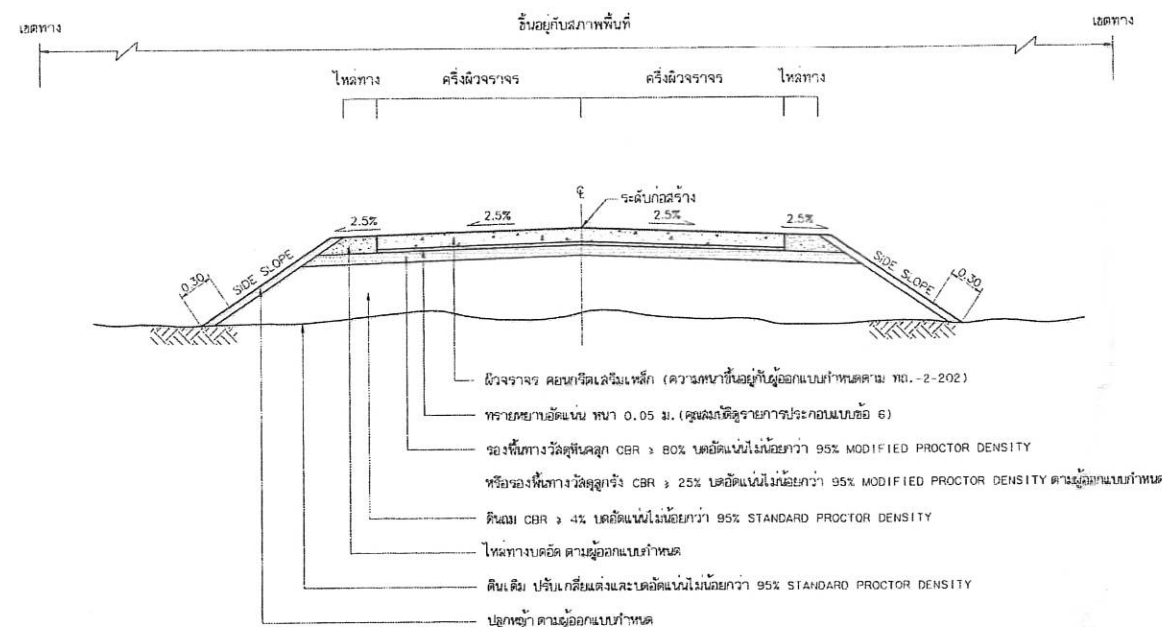 ขึ้นอยู่กับสภาพพื้นที่
เขตทาง
เขตทาง
ไหล่ทาง ครึ่งผิวจราจร ครึ่งผิวจราจร ไหล่ทาง
℄
ระดับก่อสร้าง
2.5% 2.5% 2.5% 2.5%
0.30 SIDE SLOPE
SIDE SLOPE 0.30
ผิวจราจร คอนกรีตเสริมเหล็ก (ความหนาขึ้นอยู่กับผู้ออกแบบกำหนดตาม ทถ.-2-202)
ทรายหยาบอัดแน่น หนา 0.05 ม. (คุณสมบัติดูรายการประกอบแบบข้อ 6)
รองพื้นทางวัสดุหินคลุก CBR ≥ 80% บดอัดแน่นไม่น้อยกว่า 95% MODIFIED PROCTOR DENSITY
หรือรองพื้นทางวัสดุลูกรัง CBR ≥ 25% บดอัดแน่นไม่น้อยกว่า 95% MODIFIED PROCTOR DENSITY ตามผู้ออกแบบกำหนด
ดินถม CBR ≥ 4% บดอัดแน่นไม่น้อยกว่า 95% STANDARD PROCTOR DENSITY
ไหล่ทางบดอัด ตามผู้ออกแบบกำหนด
ดินเดิม ปรับเกลี่ยแต่งและบดอัดแน่นไม่น้อยกว่า 95% STANDARD PROCTOR DENSITY
ปลูกหญ้า ตามผู้ออกแบบกำหนด